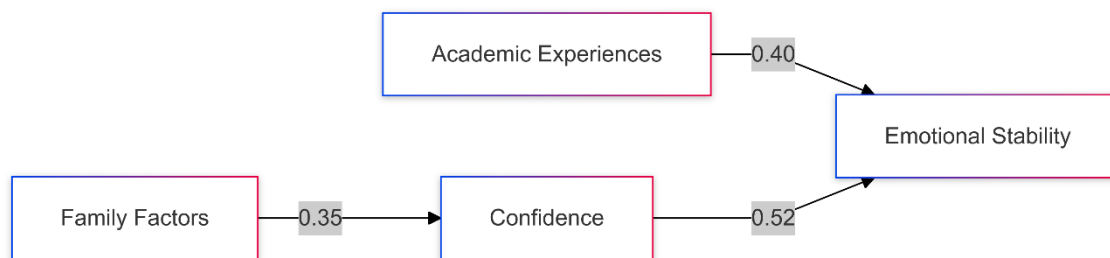 Academic Experiences
0.40
Emotional Stability
Family Factors
0.35
Confidence
0.52